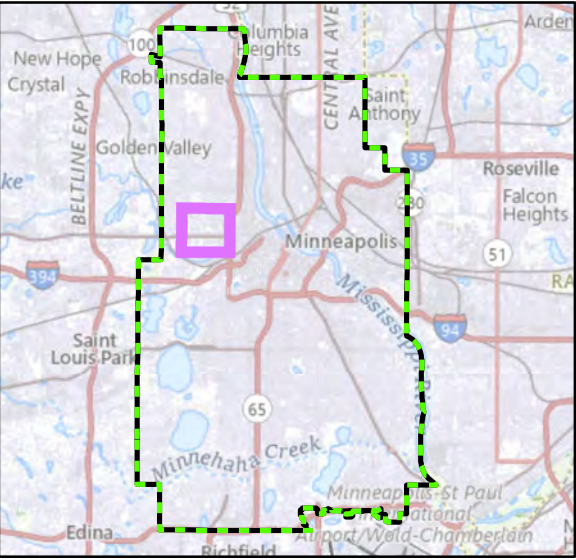 52
Columbia
Heights
Arden
100
CENTRAL AVE
New Hope
Crystal
Robbinsdale
Saint
Anthony
BELTLINE EXPY
Golden Valley
35
Roseville
ke
Falcon
Heights
280
Minneapolis
51
394
RA
Mississippi River
94
Saint
Louis Park
65
Minnehaha Creek
Minneapolis-St Paul
International
Airport/Wold-Chamberlain
Edina
Richfield